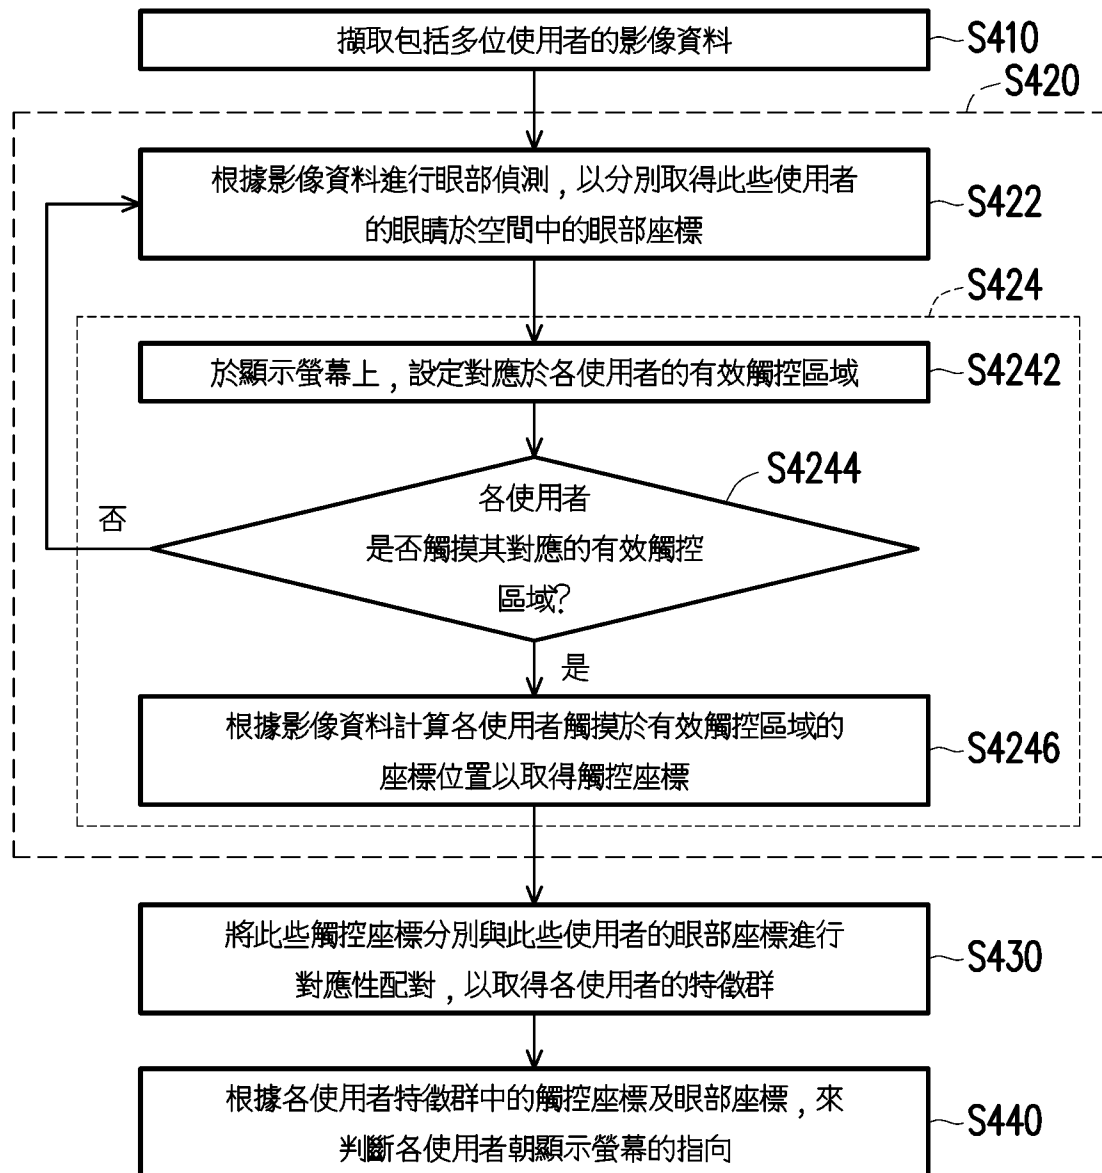 擷取包括多位使用者的影像資料
S410
S420
根據影像資料進行眼部偵測，以分別取得此些使用者
的眼睛於空間中的眼部座標
S422
S424
於顯示螢幕上，設定對應於各使用者的有效觸控區域
S4242
S4244
各使用者
是否觸摸其對應的有效觸控
區域?
否
是
根據影像資料計算各使用者觸摸於有效觸控區域的
座標位置以取得觸控座標
S4246
將此些觸控座標分別與此些使用者的眼部座標進行
對應性配對，以取得各使用者的特徵群
S430
根據各使用者特徵群中的觸控座標及眼部座標，來
判斷各使用者朝顯示螢幕的指向
S440